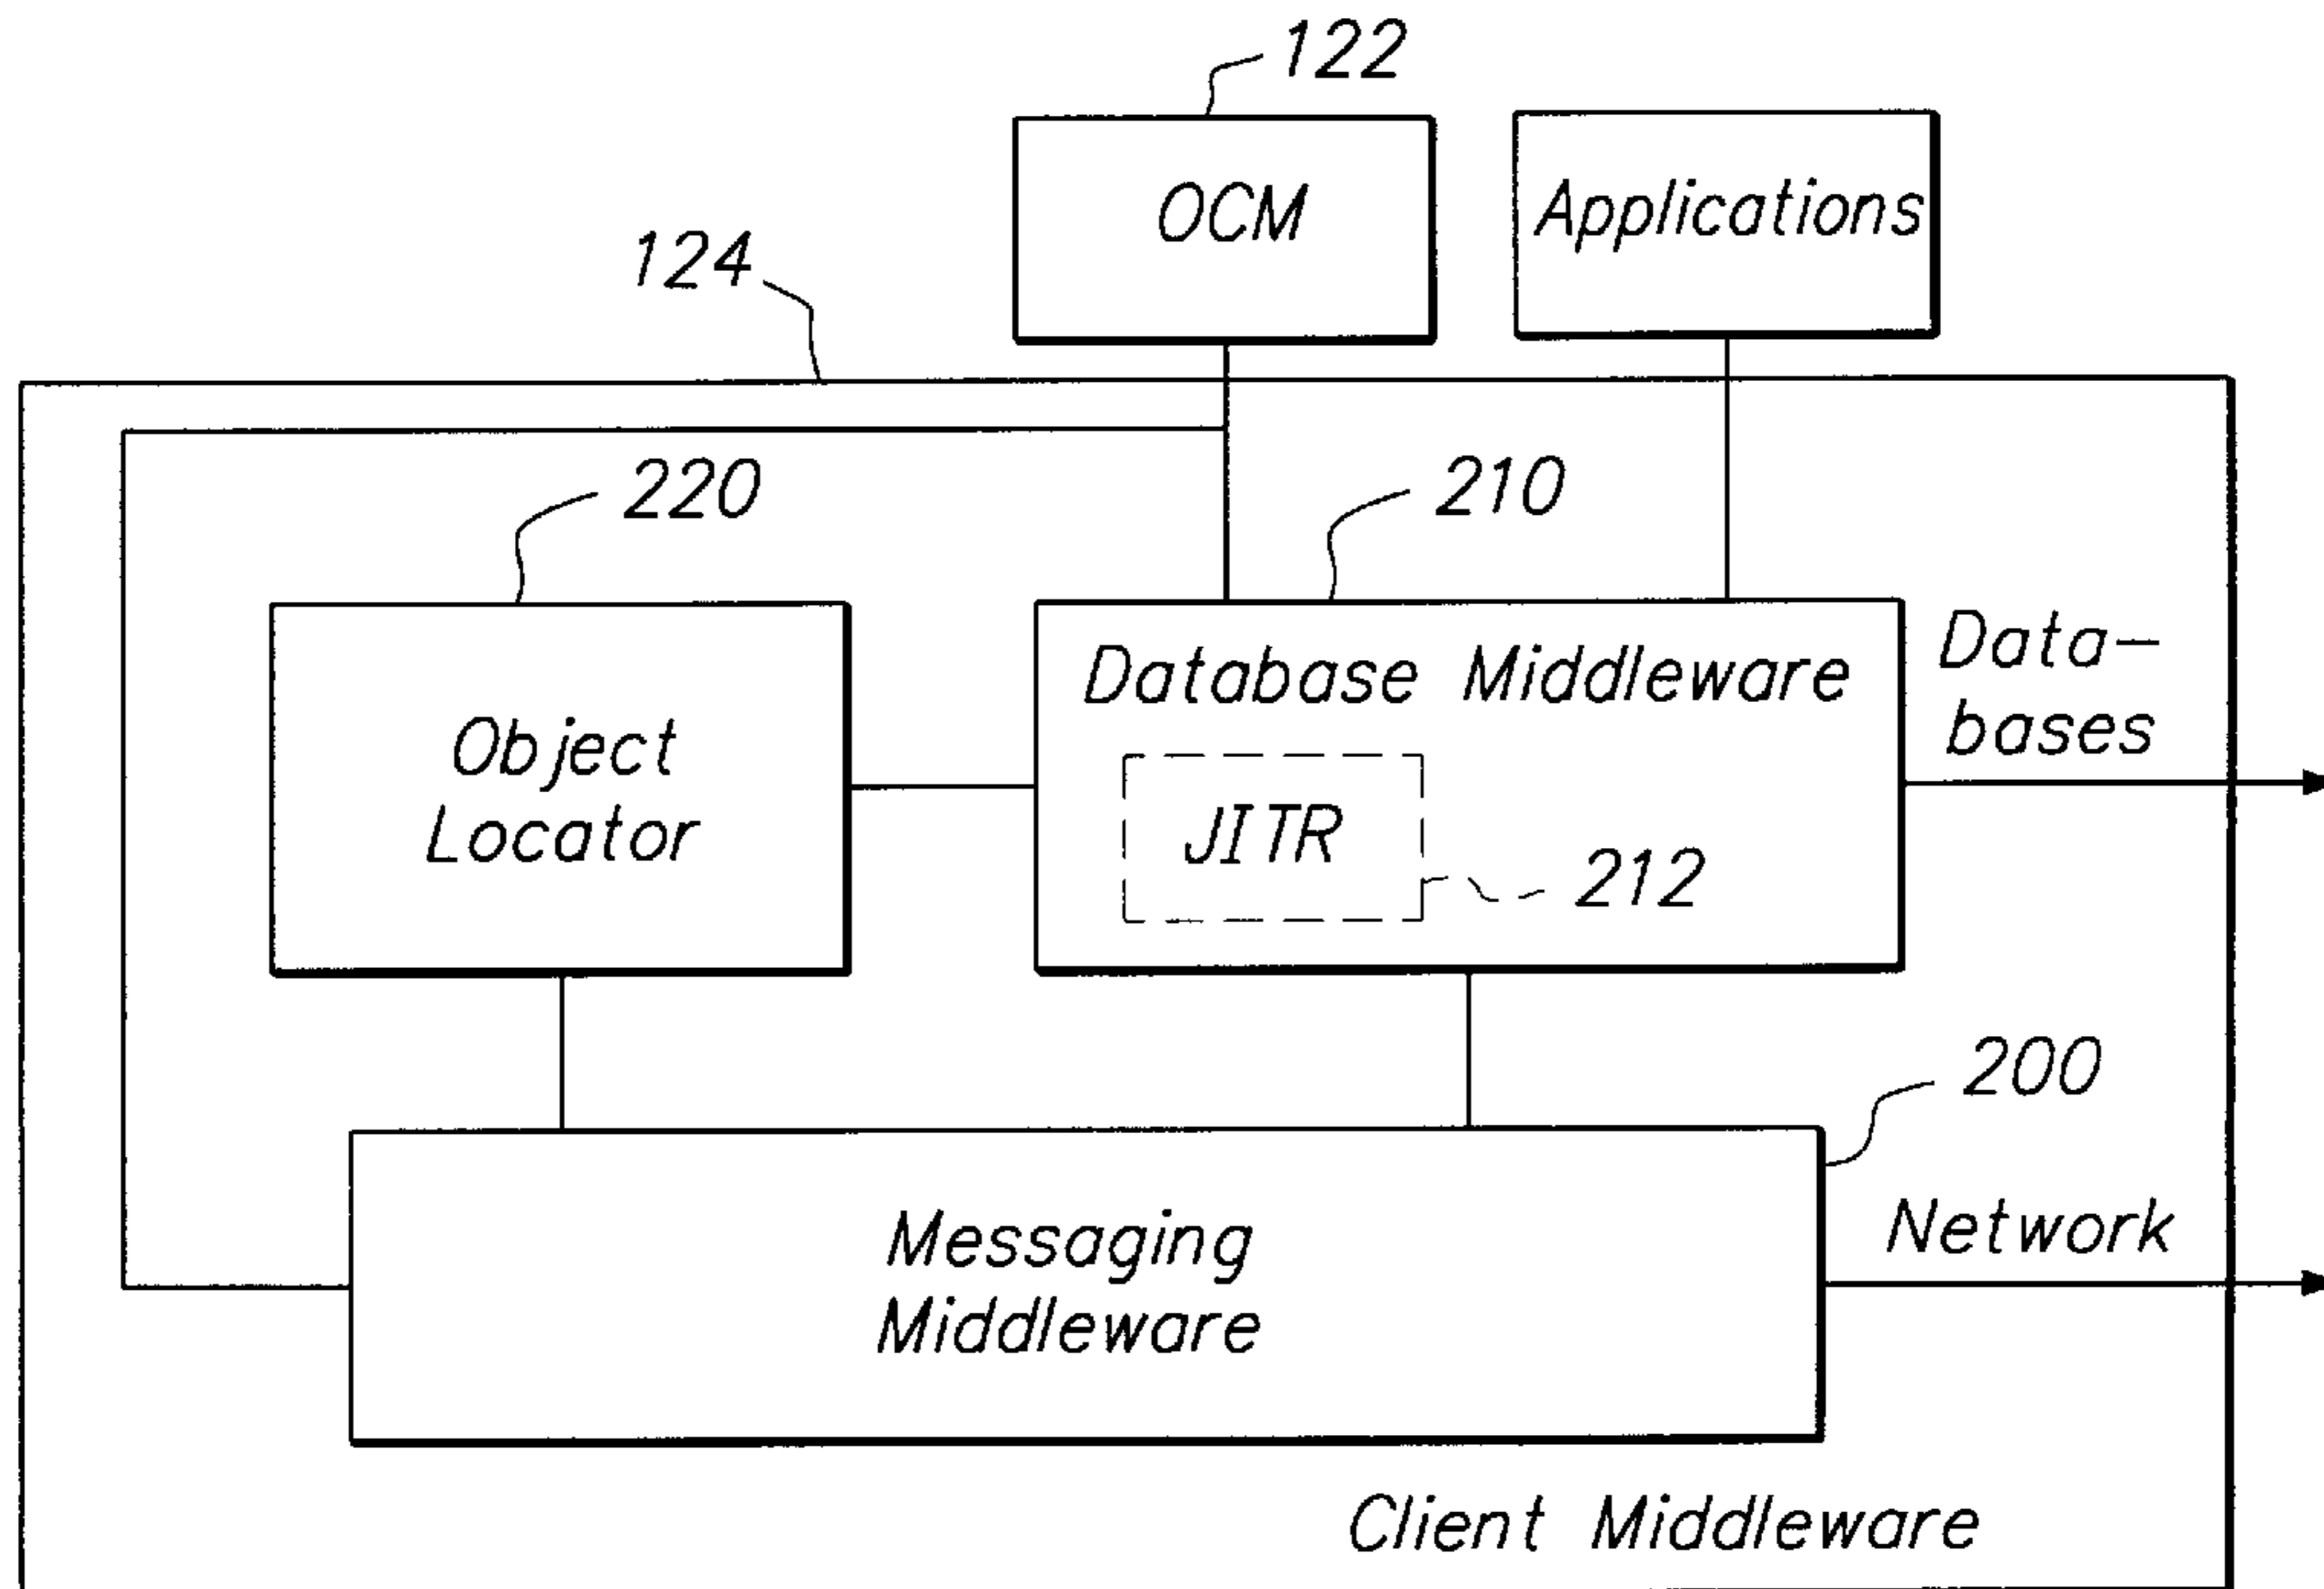 122
OCM
Applications
124
220
210
Database Middleware
Data-
bases
Object
Locator
JITR
212
200
Network
Messaging
Middleware
Client Middleware